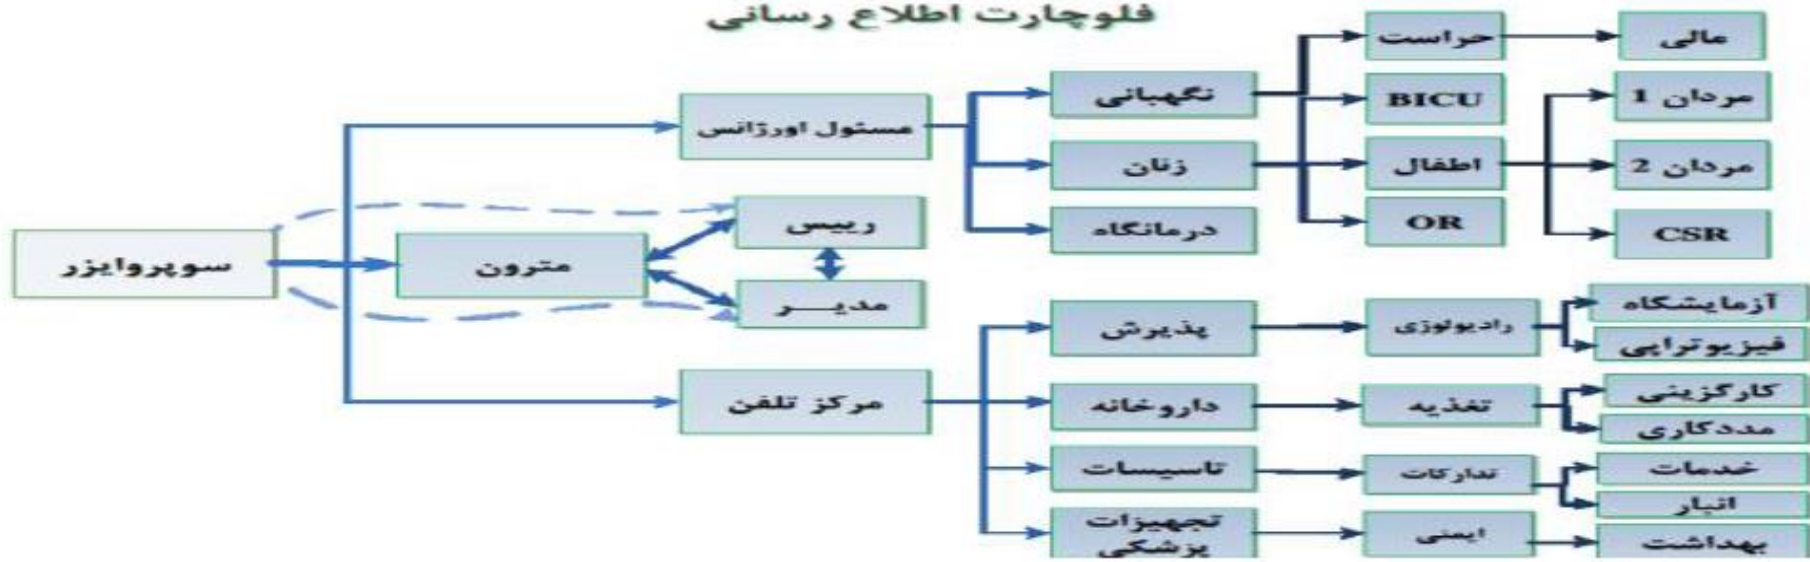 فلوچارت اطلاع رسانی
سوپروایزر
مترون
رییس
مدیـــر
مسئول اورژانس
مرکز تلفن
نگهبانی
زنان
درمانگاه
حراست
BICU
اطفال
OR
مالی
مردان 1
مردان 2
CSR
پذیرش
داروخانه
تاسیسات
تجهیزات
پزشکی
رادیولوژی
تغذیه
تدارکات
ایمنی
آزمایشگاه
فیزیوتراپی
کارگزینی
مددکاری
خدمات
انبار
بهداشت